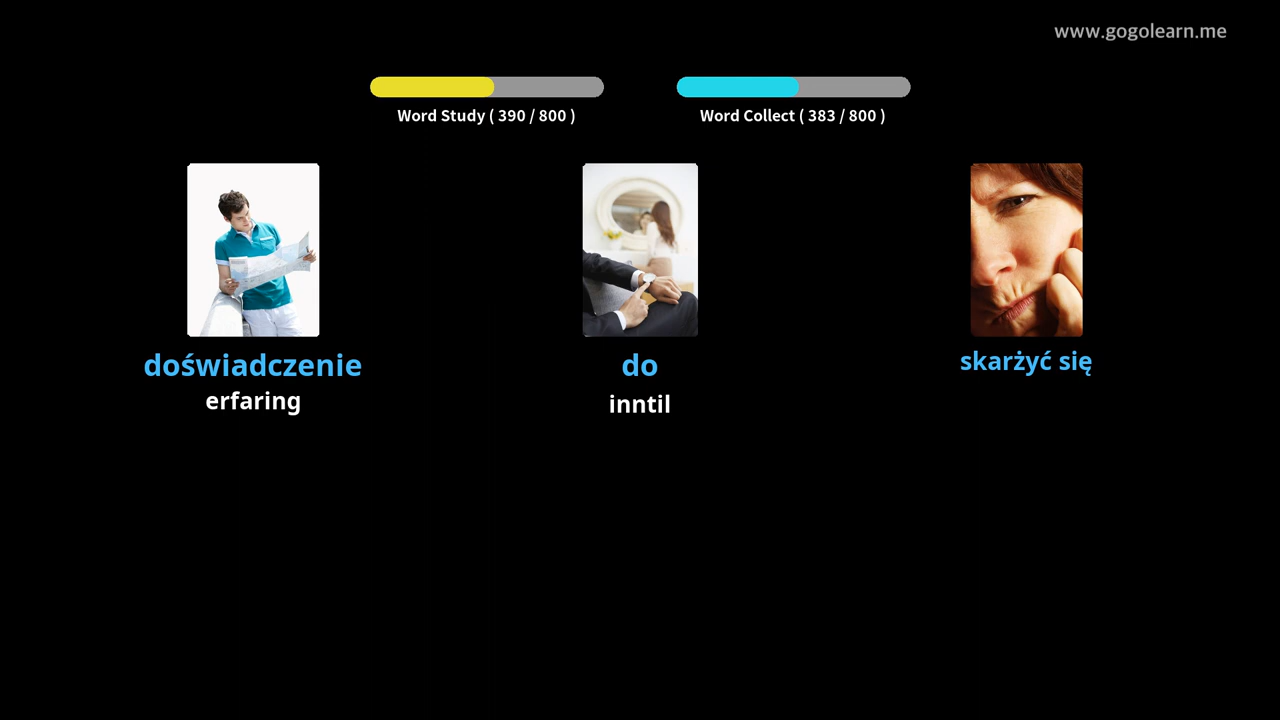 www.gogolearn.me
Word Study ( 390 / 800 )
Word Collect ( 383 / 800 )
doświadczenie
erfaring
do
inntil
skarżyć się